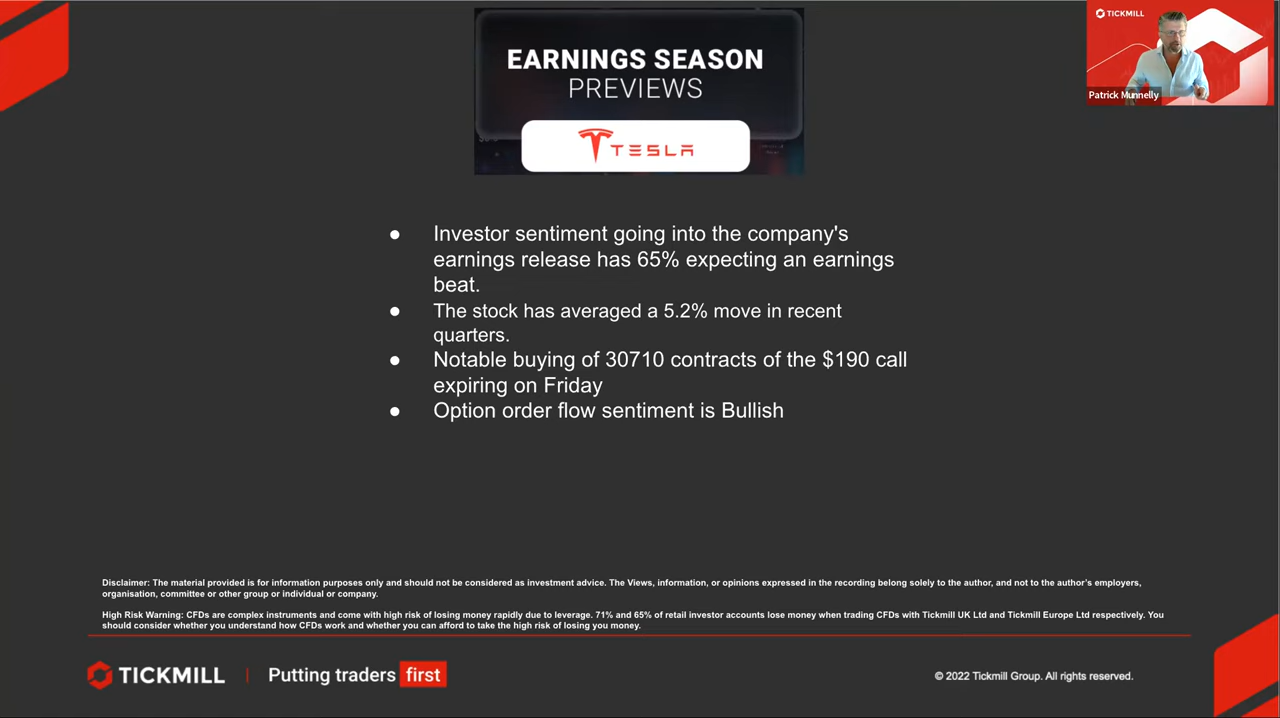 TICKMILL
Patrick Munnelly
EARNINGS SEASON
PREVIEWS
TESLA
● Investor sentiment going into the company's
earnings release has 65% expecting an earnings
beat.
● The stock has averaged a 5.2% move in recent
quarters.
● Notable buying of 30710 contracts of the $190 call
expiring on Friday
● Option order flow sentiment is Bullish
Disclaimer: The material provided is for information purposes only and should not be considered as investment advice. The Views, information, or opinions expressed in the recording belong solely to the author, and not to the author's employers,
organisation, committee or other group or individual or company.
High Risk Warning: CFDs are complex instruments and come with high risk of losing money rapidly due to leverage. 71% and 65% of retail investor accounts lose money when trading CFDs with Tickmill UK Ltd and Tickmill Europe Ltd respectively. You
should consider whether you understand how CFDs work and whether you can afford to take the high risk of losing you money.
TICKMILL | Putting traders first
© 2022 Tickmill Group. All rights reserved.